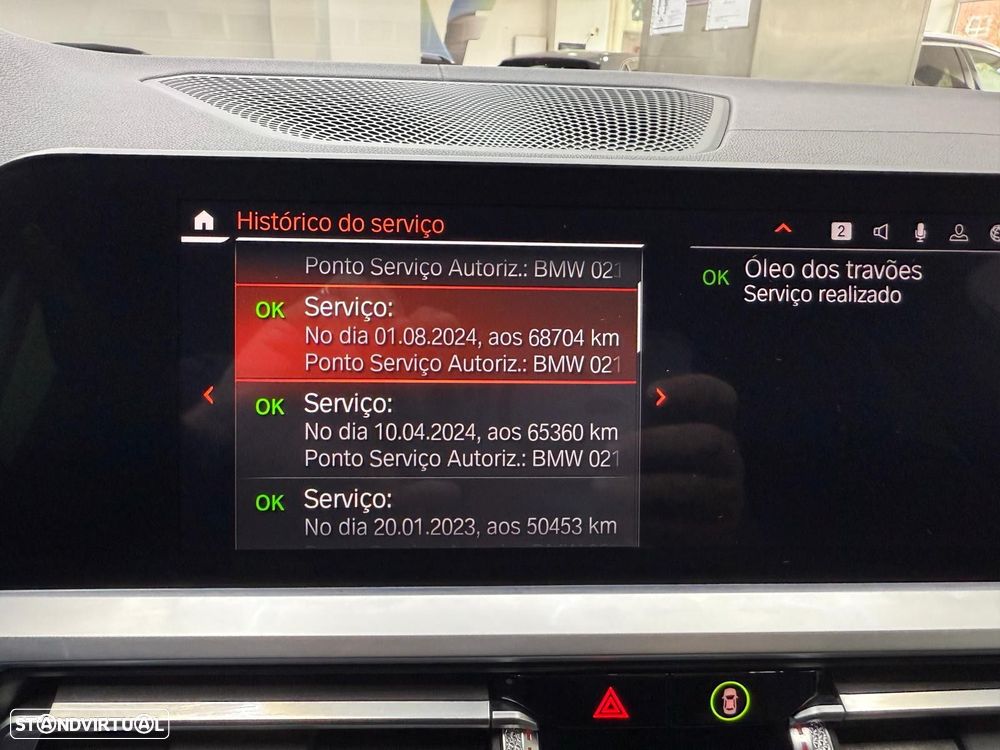 Histórico do serviço
2
Ponto Serviço Autoriz.: BMW 021
OK Serviço:
No dia 01.08.2024, aos 68704 km
Ponto Serviço Autoriz.: BMW 021
OK Serviço:
No dia 10.04.2024, aos 65360 km
Ponto Serviço Autoriz.: BMW 021
OK Serviço:
No dia 20.01.2023, aos 50453 km
OK Óleo dos travões
Serviço realizado
STANDVIRTUAL